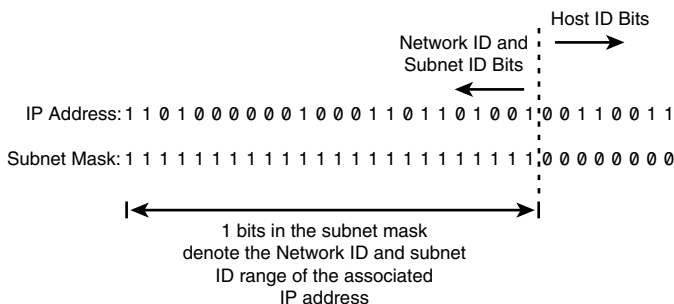 Host ID Bits
Network ID and
Subnet ID Bits
IP Address: 1 1 0 1 0 0 0 0 0 0 1 0 0 0 1 1 0 1 1 0 1 0 0 1 0 0 1 1 0 0 1 1
Subnet Mask: 1 1 1 1 1 1 1 1 1 1 1 1 1 1 1 1 1 1 1 1 1 1 1 1 0 0 0 0 0 0 0 0
1 bits in the subnet mask
denote the Network ID and subnet
ID range of the associated
IP address